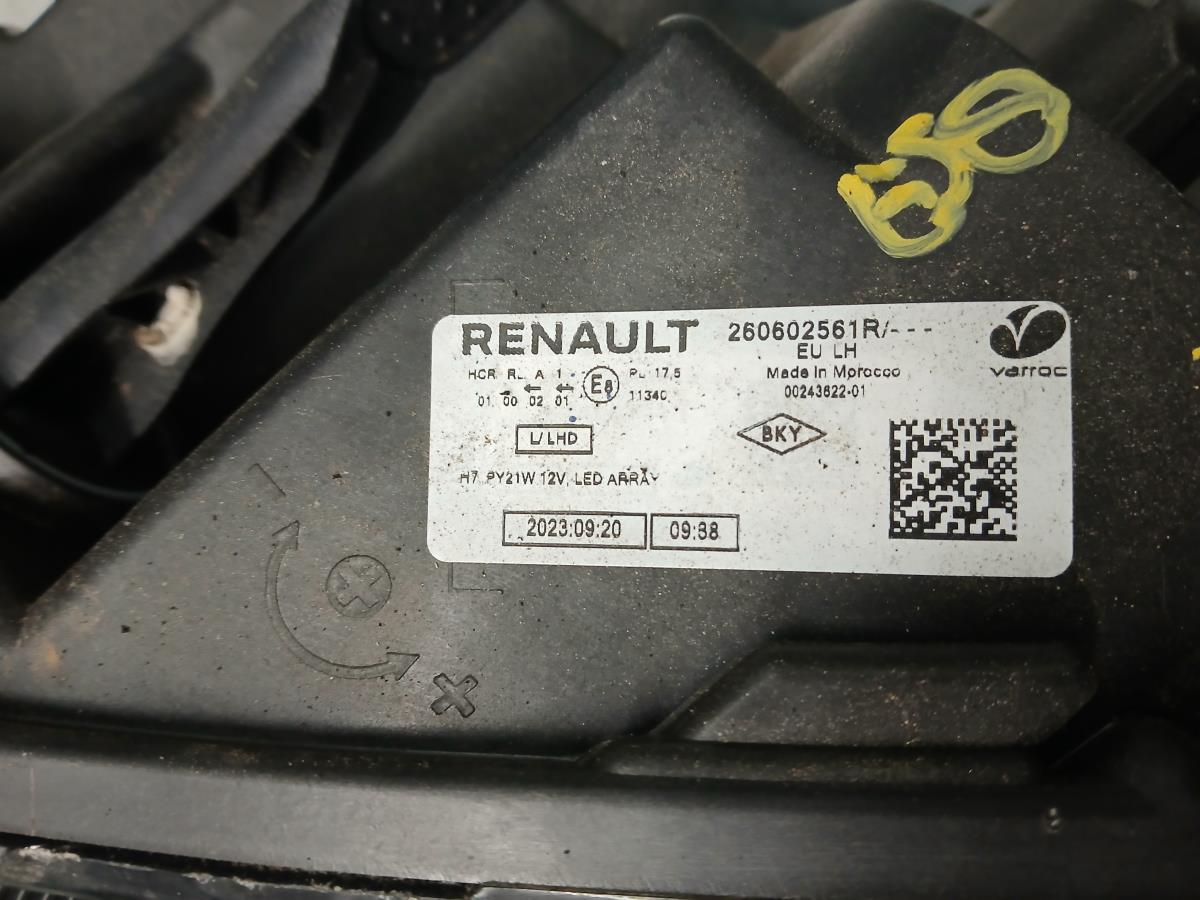 80
RENAULT 260602561R/---
EU LH
Made in Morocco
00243622-01
varroc
HCR RL A 1 E8 PL 17,5
01 00 02 01 11340
L/LHD
BKY
H7 PY21W 12V, LED ARRAY
2023:09:20 09:38